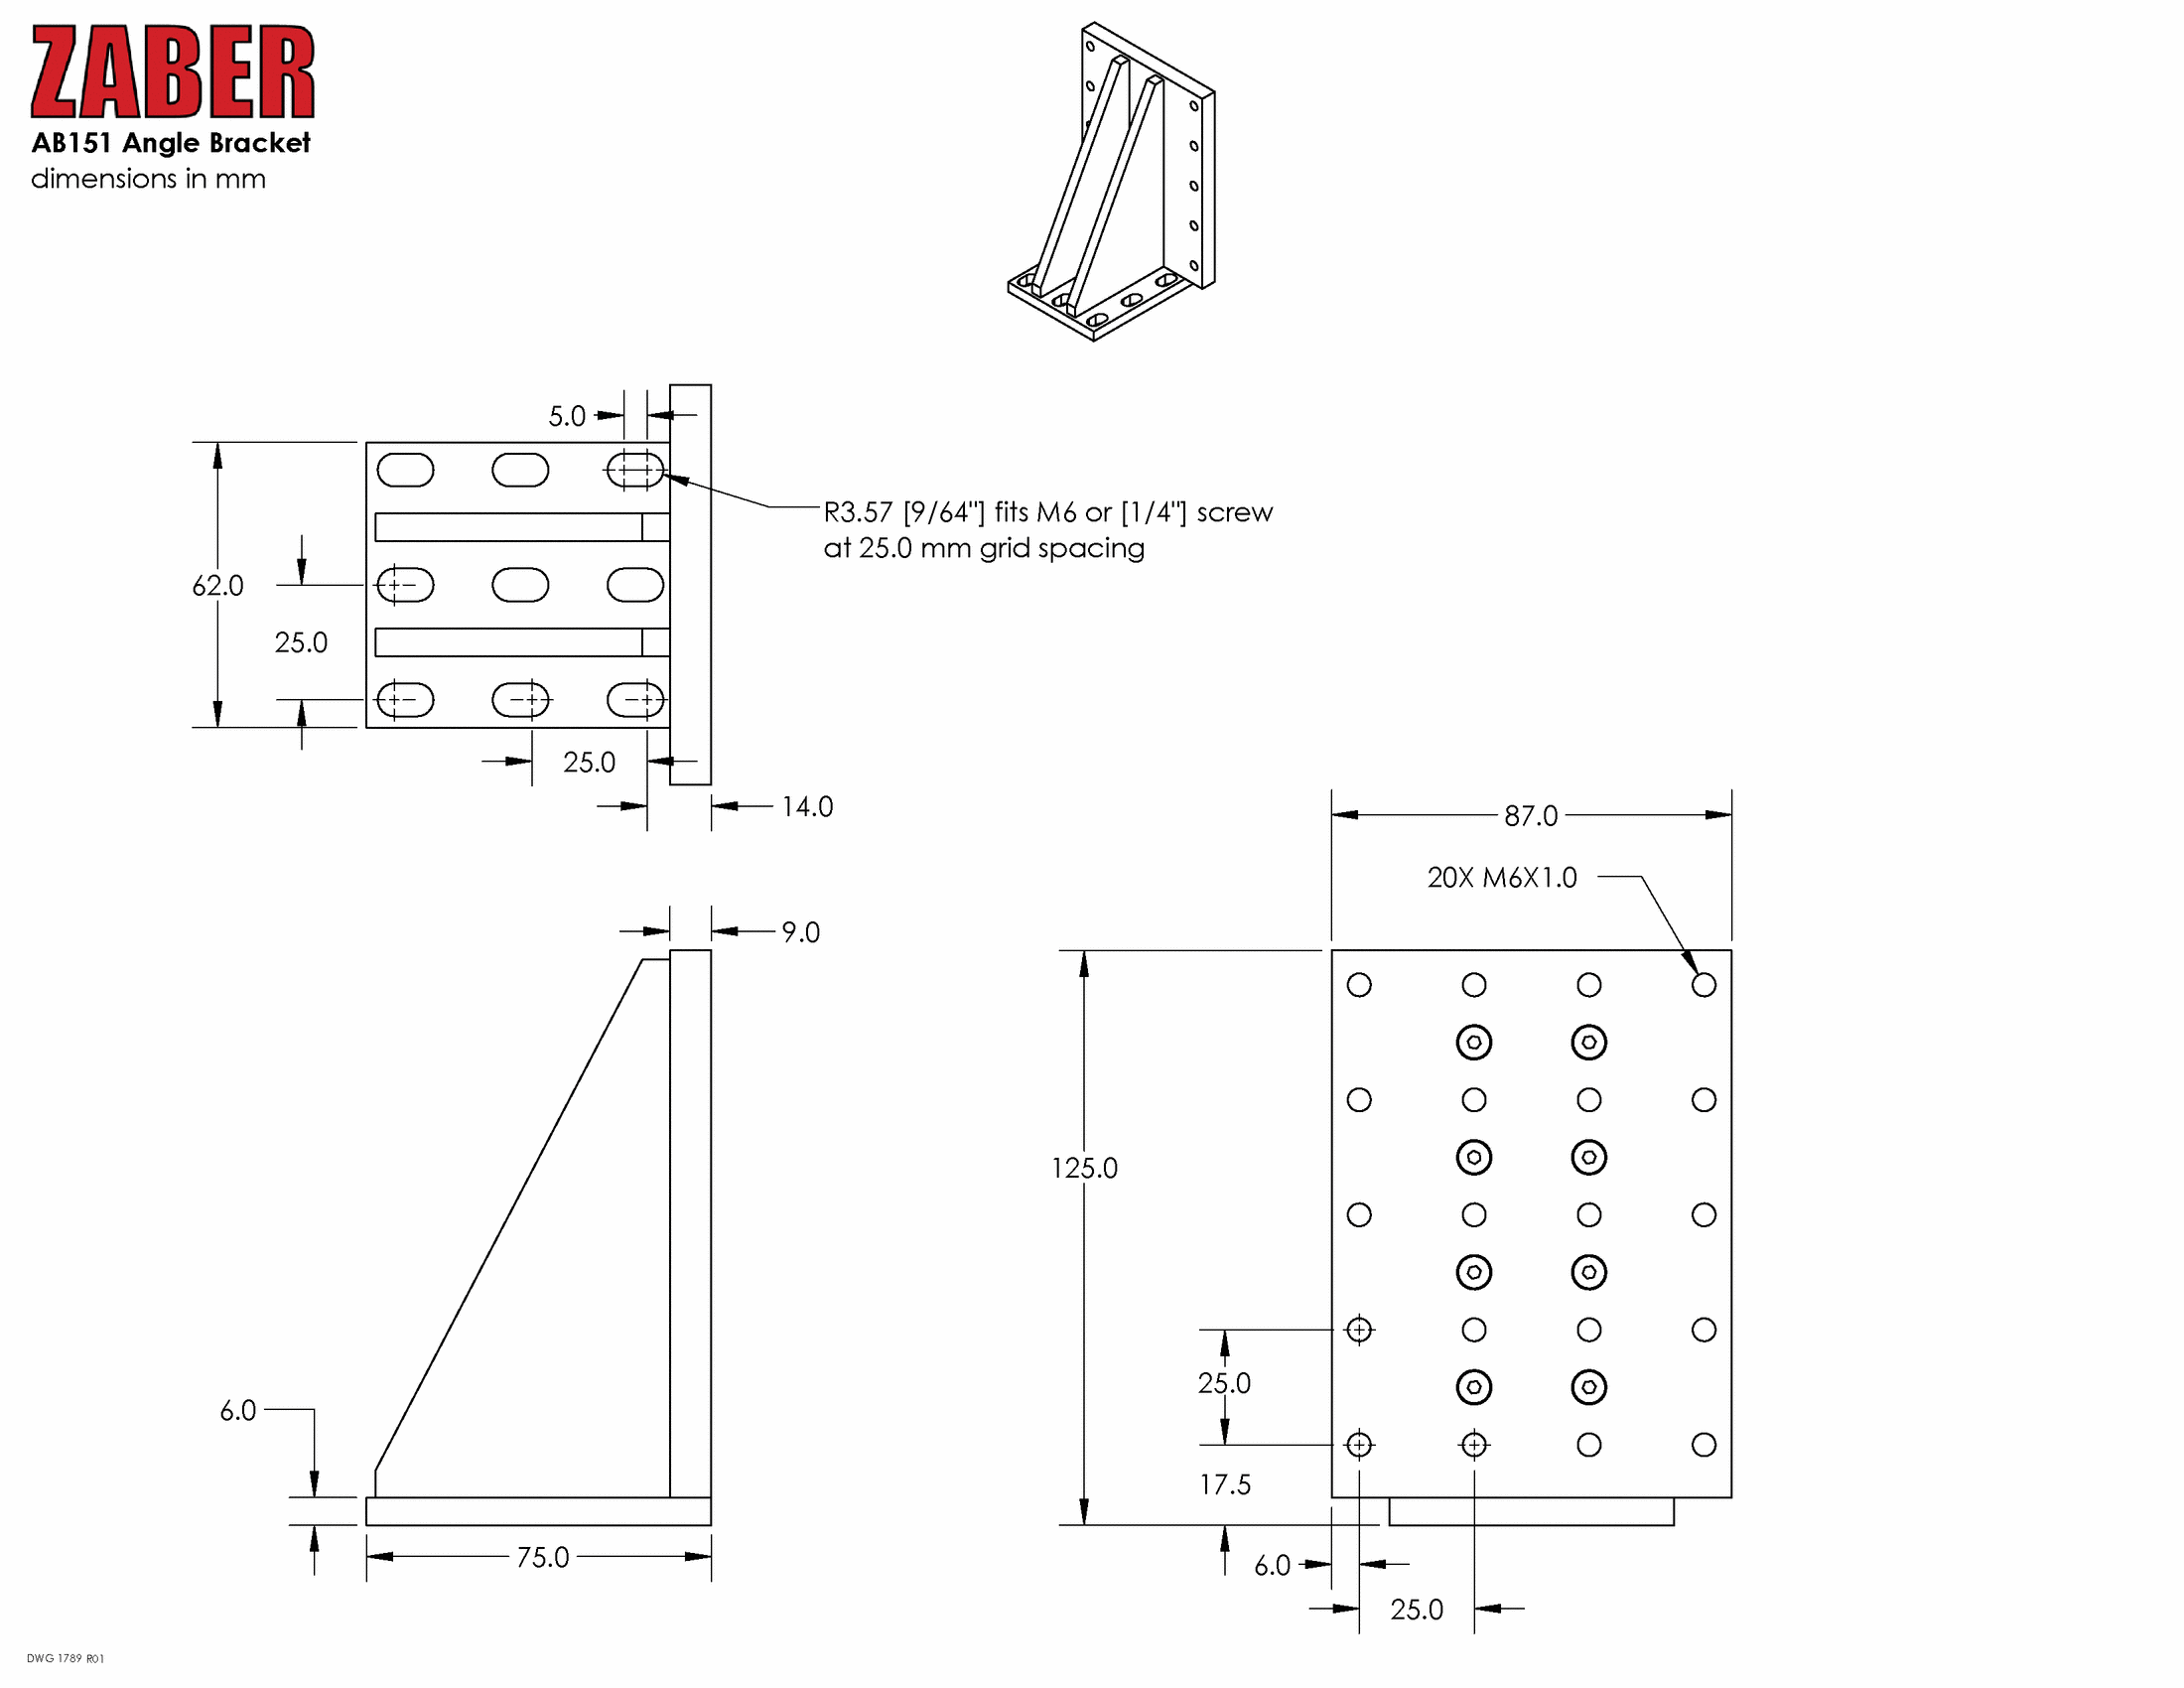 ZABER
AB151 Angle Bracket
dimensions in mm
5.0
R3.57 [9/64"] fits M6 or [1/4"] screw
at 25.0 mm grid spacing
62.0
25.0
25.0
14.0
87.0
20X M6X1.0
9.0
125.0
25.0
6.0
17.5
75.0
6.0
25.0
DWG 1789 R01